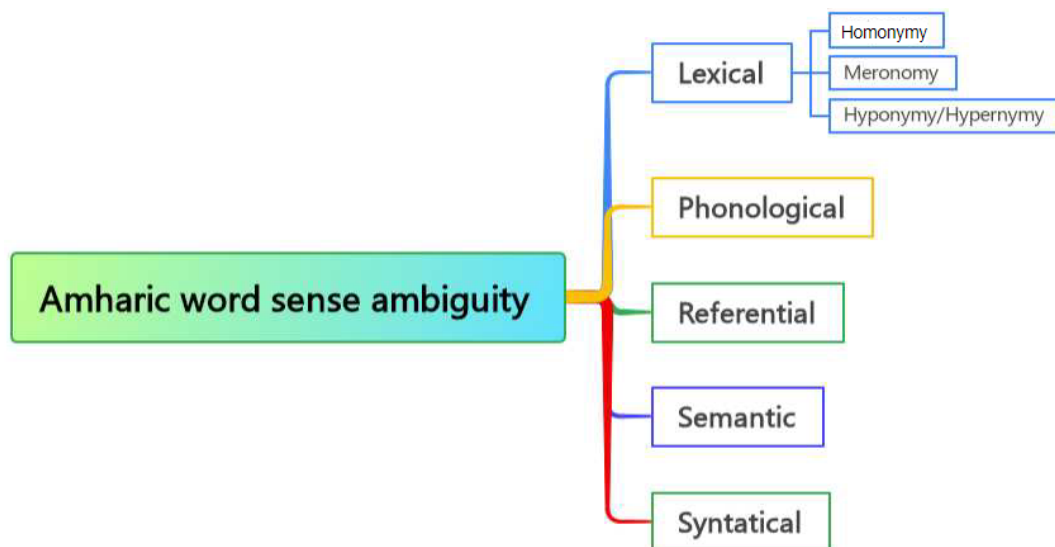 Homonymy
Lexical
Meronomy
Hyponymy/Hypernymy
Phonological
Amharic word sense ambiguity
Referential
Semantic
Syntatical